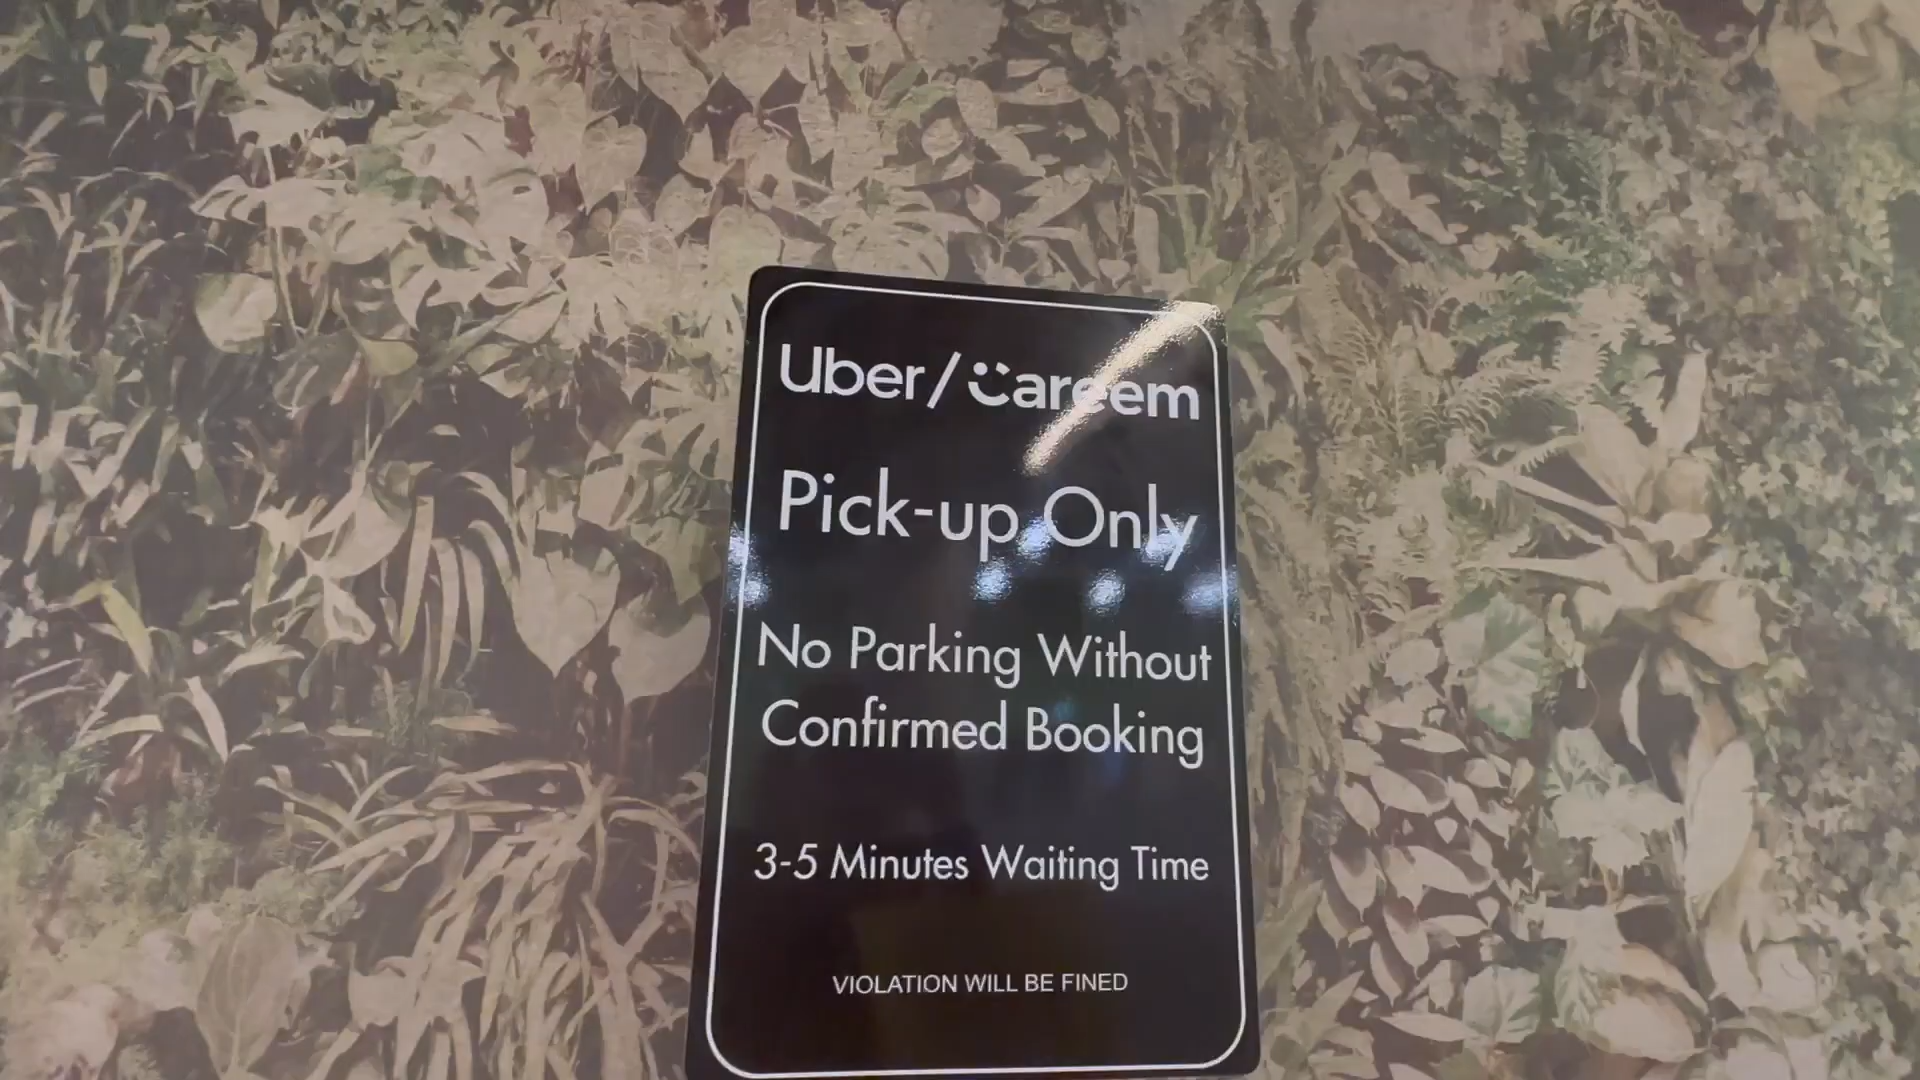 Uber/Careem
Pick-up Only
No Parking Without
Confirmed Booking
3-5 Minutes Waiting Time
VIOLATION WILL BE FINED